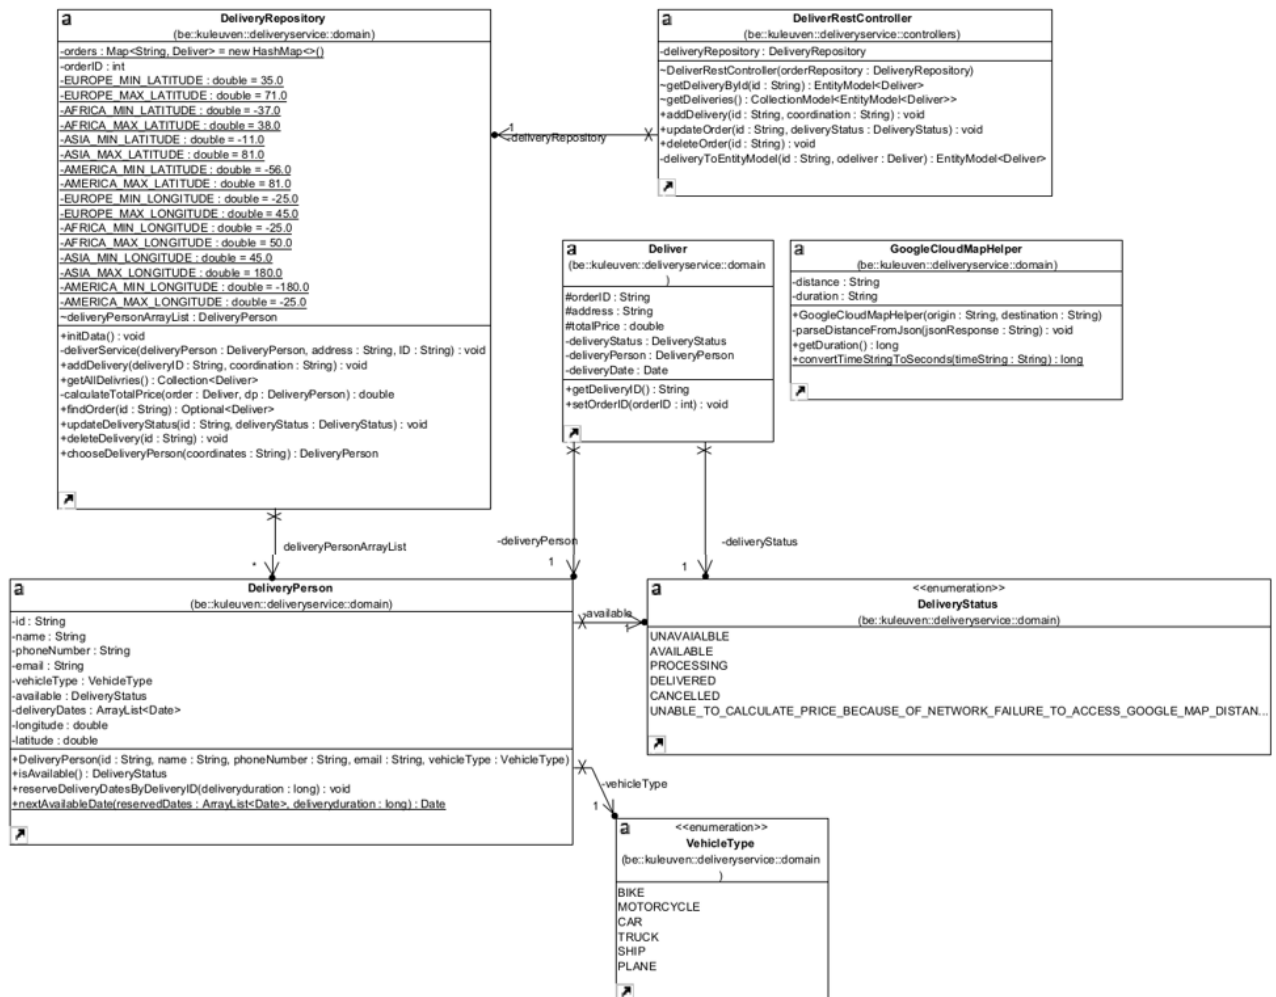 a
DeliveryRepository
(be::kuleuven::deliveryservice::domain)
-orders : Map<String, Deliver> = new HashMap<>()
-orderID : int
-EUROPE_MIN_LATITUDE : double = 35.0
-EUROPE_MAX_LATITUDE : double = 71.0
-AFRICA_MIN_LATITUDE : double = -37.0
-AFRICA_MAX_LATITUDE : double = 38.0
-ASIA_MIN_LATITUDE : double = -11.0
-ASIA_MAX_LATITUDE : double = 81.0
-AMERICA_MIN_LATITUDE : double = -56.0
-AMERICA_MAX_LATITUDE : double = 81.0
-EUROPE_MIN_LONGITUDE : double = -25.0
-EUROPE_MAX_LONGITUDE : double = 45.0
-AFRICA_MIN_LONGITUDE : double = -25.0
-AFRICA_MAX_LONGITUDE : double = 50.0
-ASIA_MIN_LONGITUDE : double = 45.0
-ASIA_MAX_LONGITUDE : double = 180.0
-AMERICA_MIN_LONGITUDE : double = -180.0
-AMERICA_MAX_LONGITUDE : double = -25.0
~deliveryPersonArrayList : DeliveryPerson
+initData() : void
-deliverService(deliveryPerson : DeliveryPerson, address : String, ID : String) : void
+addDelivery(deliveryID : String, coordination : String) : void
+getAllDelivries() : Collection<Deliver>
-calculateTotalPrice(order : Deliver, dp : DeliveryPerson) : double
+findOrder(id : String) : Optional<Deliver>
+updateDeliveryStatus(id : String, deliveryStatus : DeliveryStatus) : void
+deleteDelivery(id : String) : void
+chooseDeliveryPerson(coordinates : String) : DeliveryPerson
a
DeliverRestController
(be::kuleuven::deliveryservice::controllers)
-deliveryRepository : DeliveryRepository
~DeliverRestController(orderRepository : DeliveryRepository)
~getDeliveryById(id : String) : EntityModel<Deliver>
~getDeliveries() : CollectionModel<EntityModel<Deliver>>
+addDelivery(id : String, coordination : String) : void
+updateOrder(id : String, deliveryStatus : DeliveryStatus) : void
+deleteOrder(id : String) : void
-deliveryToEntityModel(id : String, odeliver : Deliver) : EntityModel<Deliver>
1
-deliveryRepository
a
Deliver
(be::kuleuven::deliveryservice::domain
)
#orderID : String
#address : String
#totalPrice : double
-deliveryStatus : DeliveryStatus
-deliveryPerson : DeliveryPerson
-deliveryDate : Date
+getDeliveryID() : String
+setOrderID(orderID : int) : void
a
GoogleCloudMapHelper
(be::kuleuven::deliveryservice::domain)
-distance : String
-duration : String
+GoogleCloudMapHelper(origin : String, destination : String)
-parseDistanceFromJson(jsonResponse : String) : void
+getDuration() : long
+convertTimeStringToSeconds(timeString : String) : long
deliveryPersonArrayList
*
-deliveryPerson
1
-deliveryStatus
1
a
DeliveryPerson
(be::kuleuven::deliveryservice::domain)
-id : String
-name : String
-phoneNumber : String
-email : String
-vehicleType : VehicleType
-available : DeliveryStatus
-deliveryDates : ArrayList<Date>
-longitude : double
-latitude : double
+DeliveryPerson(id : String, name : String, phoneNumber : String, email : String, vehicleType : VehicleType)
+isAvailable() : DeliveryStatus
+reserveDeliveryDatesByDeliveryID(deliveryduration : long) : void
+nextAvailableDate(reservedDates : ArrayList<Date>, deliveryduration : long) : Date
-available
1
a
<<enumeration>>
DeliveryStatus
(be::kuleuven::deliveryservice::domain)
UNAVAIALBLE
AVAILABLE
PROCESSING
DELIVERED
CANCELLED
UNABLE_TO_CALCULATE_PRICE_BECAUSE_OF_NETWORK_FAILURE_TO_ACCESS_GOOGLE_MAP_DISTAN...
-vehicleType
1
a
<<enumeration>>
VehicleType
(be::kuleuven::deliveryservice::domain
)
BIKE
MOTORCYCLE
CAR
TRUCK
SHIP
PLANE